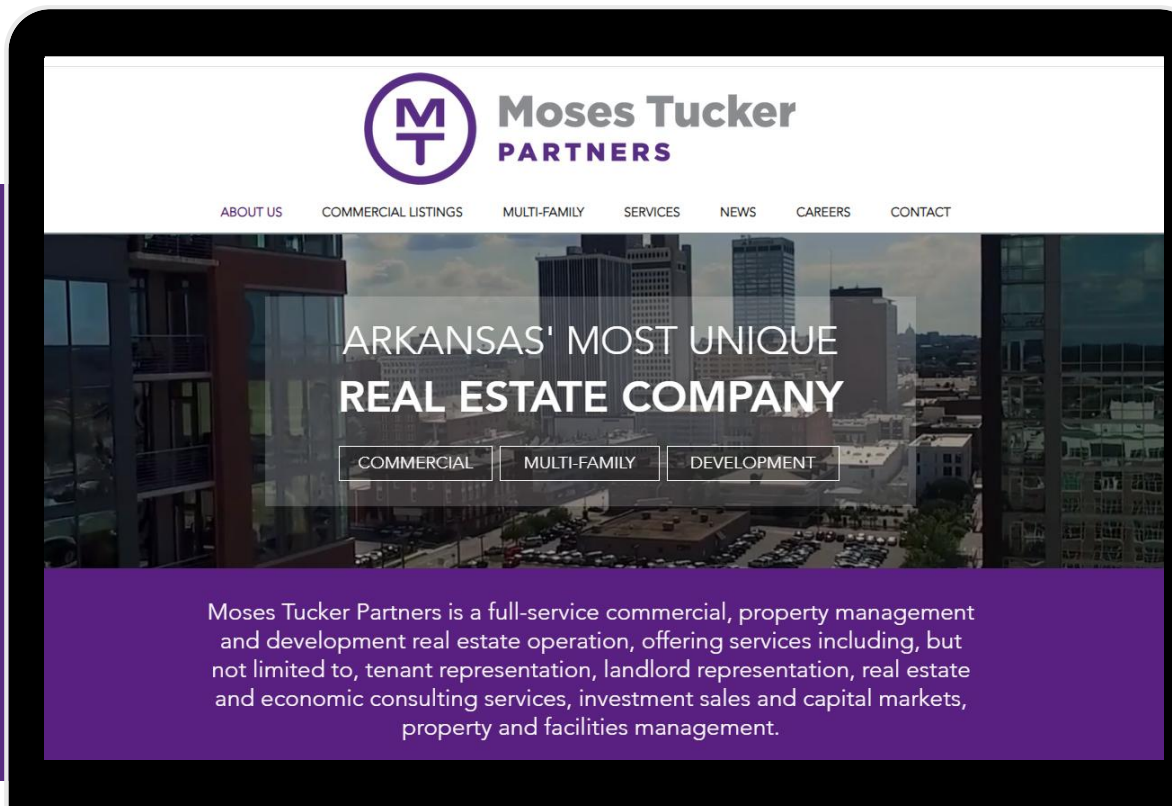 MT
Moses Tucker
PARTNERS
ABOUT US COMMERCIAL LISTINGS MULTI-FAMILY SERVICES NEWS CAREERS CONTACT
ARKANSAS' MOST UNIQUE
REAL ESTATE COMPANY
COMMERCIAL MULTI-FAMILY DEVELOPMENT
Moses Tucker Partners is a full-service commercial, property management
and development real estate operation, offering services including, but
not limited to, tenant representation, landlord representation, real estate
and economic consulting services, investment sales and capital markets,
property and facilities management.